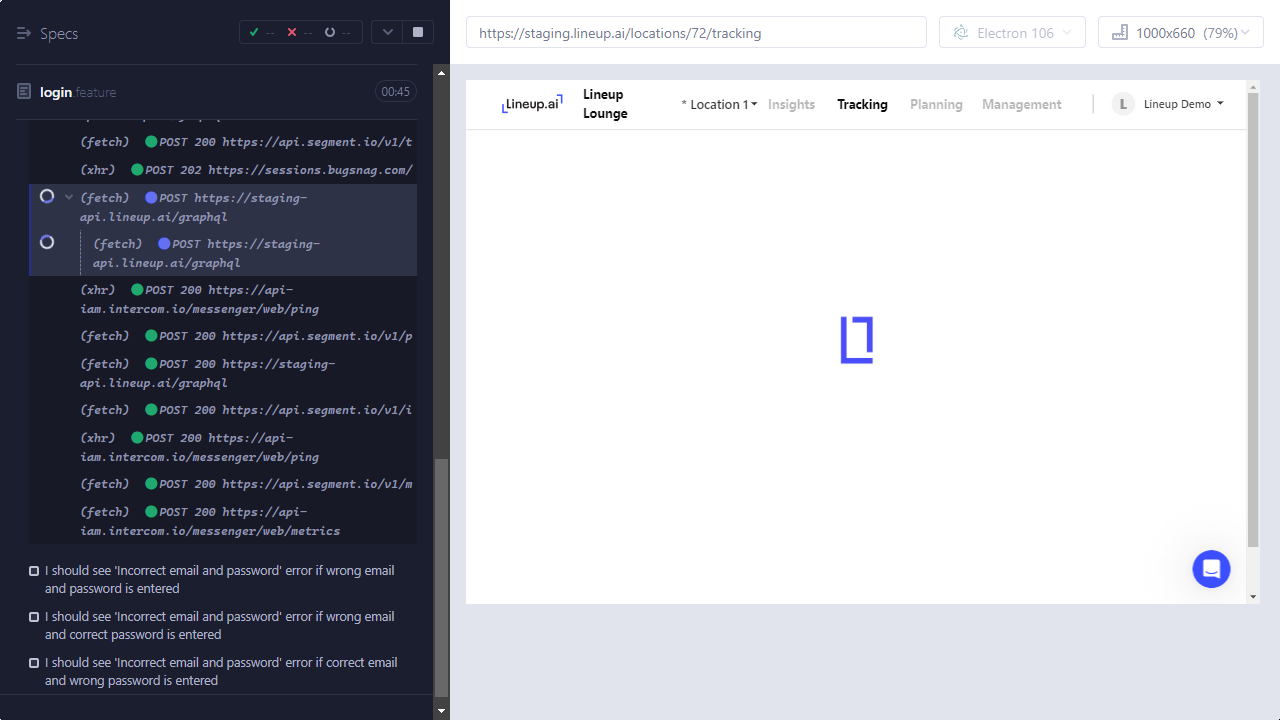 Specs
--
--
--
login.feature
00:45
(fetch) POST 200 https://api.segment.io/v1/t
(xhr) POST 202 https://sessions.bugsnag.com/
(fetch) POST https://staging-
api.lineup.ai/graphql
(fetch) POST https://staging-
api.lineup.ai/graphql
(xhr) POST 200 https://api-
iam.intercom.io/messenger/web/ping
(fetch) POST 200 https://api.segment.io/v1/p
(fetch) POST 200 https://staging-
api.lineup.ai/graphql
(fetch) POST 200 https://api.segment.io/v1/i
(xhr) POST 200 https://api-
iam.intercom.io/messenger/web/ping
(fetch) POST 200 https://api.segment.io/v1/m
(fetch) POST 200 https://api-
iam.intercom.io/messenger/web/metrics
I should see 'Incorrect email and password' error if wrong email
and password is entered
I should see 'Incorrect email and password' error if wrong email
and correct password is entered
I should see 'Incorrect email and password' error if correct email
and wrong password is entered
https://staging.lineup.ai/locations/72/tracking
Electron 106
1000x660 (79%)
Lineup.ai
Lineup
Lounge
* Location 1
Insights
Tracking
Planning
Management
L
Lineup Demo